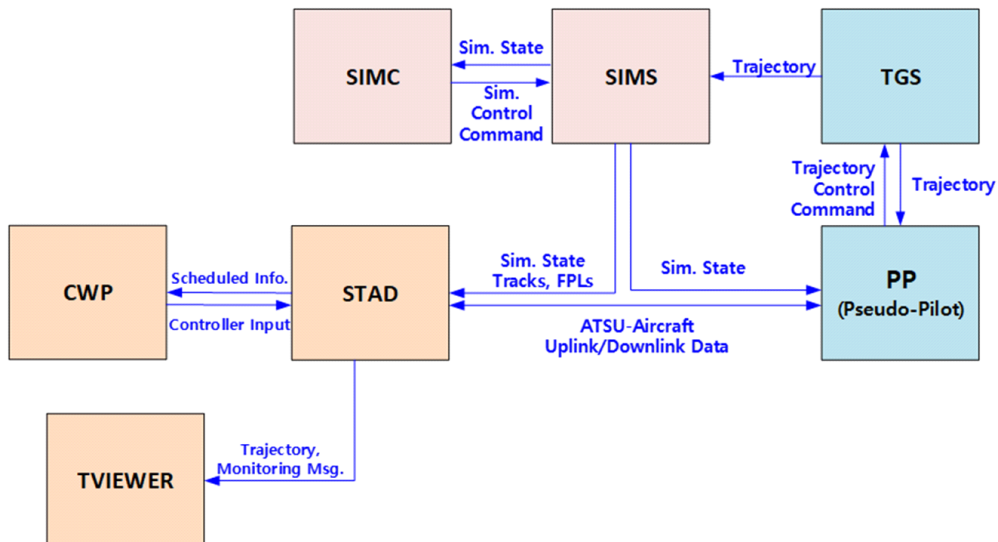 SIMC
Sim. State
Sim.
Control
Command
SIMS
Trajectory
TGS
Trajectory
Control
Command
Trajectory
CWP
Scheduled Info.
Controller Input
STAD
Sim. State
Tracks, FPLs
Sim. State
ATSU-Aircraft
Uplink/Downlink Data
PP
(Pseudo-Pilot)
TVIEWER
Trajectory,
Monitoring Msg.